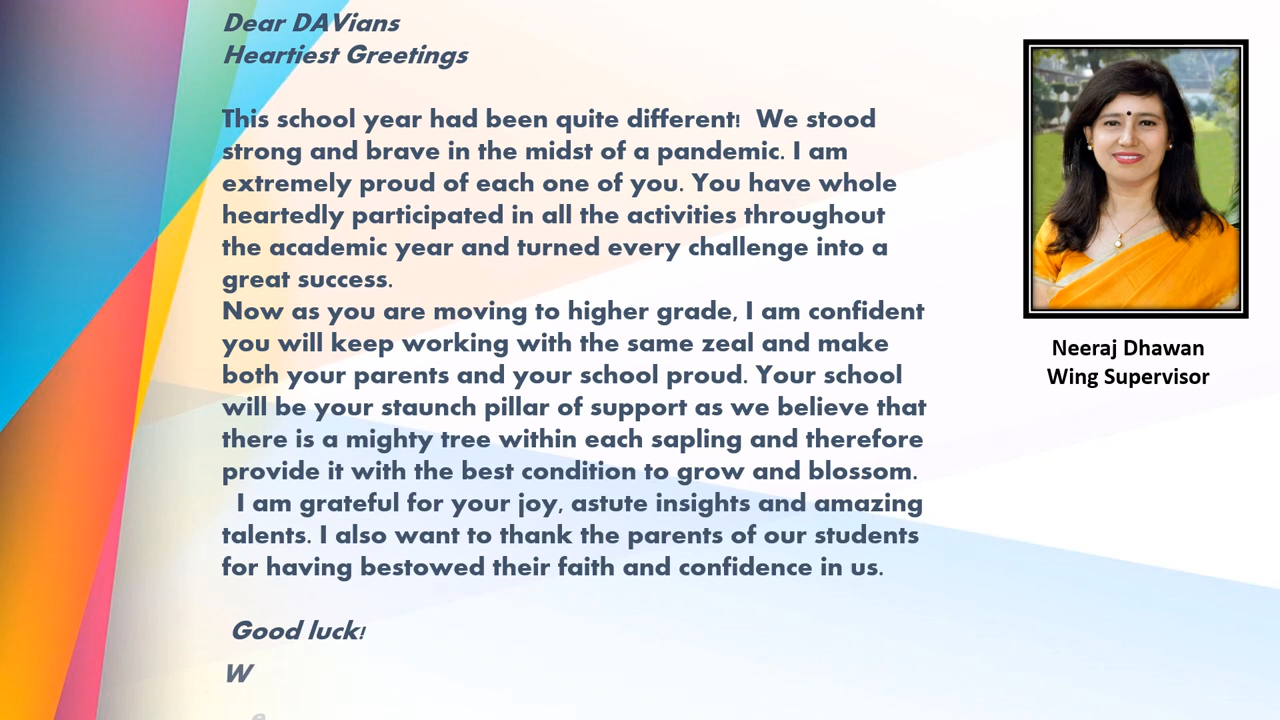 Dear DAVians
Heartiest Greetings
This school year had been quite different!  We stood
strong and brave in the midst of a pandemic. I am
extremely proud of each one of you. You have whole
heartedly participated in all the activities throughout
the academic year and turned every challenge into a
great success.
Now as you are moving to higher grade, I am confident
you will keep working with the same zeal and make
both your parents and your school proud. Your school
will be your staunch pillar of support as we believe that
there is a mighty tree within each sapling and therefore
provide it with the best condition to grow and blossom.
I am grateful for your joy, astute insights and amazing
talents. I also want to thank the parents of our students
for having bestowed their faith and confidence in us.
Good luck!
W
e
Neeraj Dhawan
Wing Supervisor